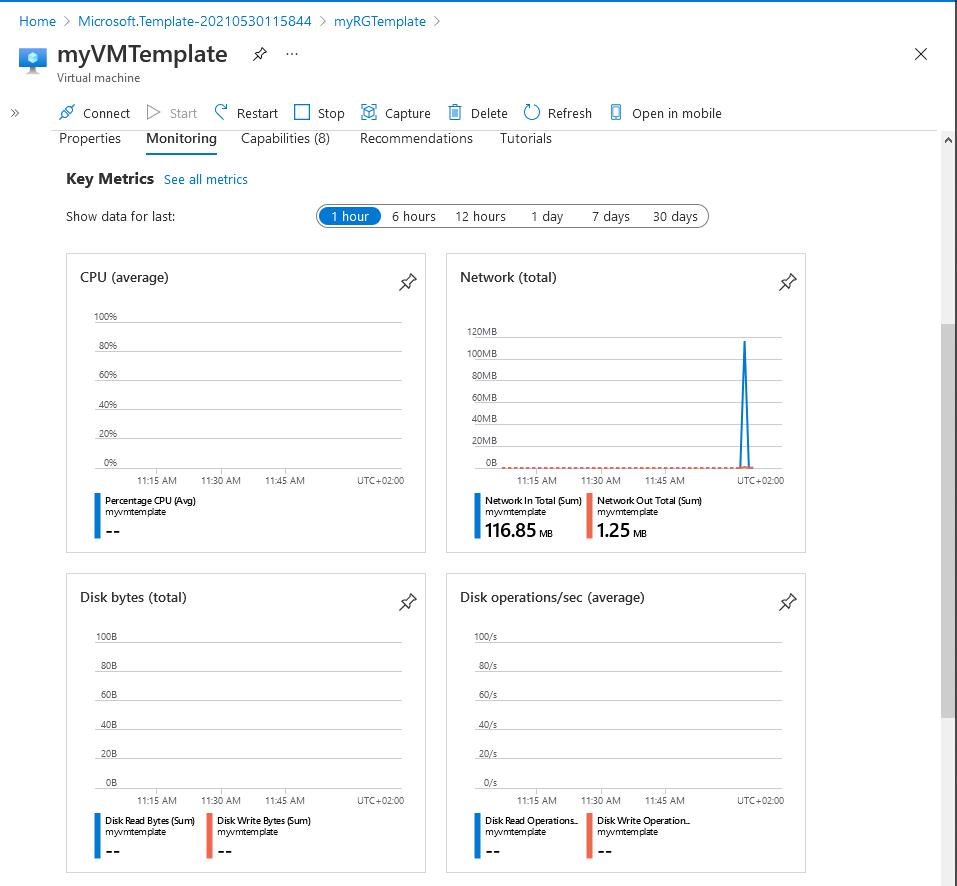 Home > Microsoft.Template-20210530115844 > myRGTemplate >
myVMTemplate ...
Virtual machine
» Connect Start Restart Stop Capture Delete Refresh Open in mobile
Properties Monitoring Capabilities (8) Recommendations Tutorials
Key Metrics See all metrics
Show data for last: 1 hour 6 hours 12 hours 1 day 7 days 30 days
CPU (average)
100%
80%
60%
40%
20%
0%
11:15 AM 11:30 AM 11:45 AM UTC+02:00
Percentage CPU (Avg)
myvmtemplate
--
Network (total)
120MB
100MB
80MB
60MB
40MB
20MB
0B
11:15 AM 11:30 AM 11:45 AM UTC+02:00
Network In Total (Sum) Network Out Total (Sum)
myvmtemplate myvmtemplate
116.85 MB 1.25 MB
Disk bytes (total)
100B
80B
60B
40B
20B
0B
11:15 AM 11:30 AM 11:45 AM UTC+02:00
Disk Read Bytes (Sum) Disk Write Bytes (Sum)
myvmtemplate myvmtemplate
-- --
Disk operations/sec (average)
100/s
80/s
60/s
40/s
20/s
0/s
11:15 AM 11:30 AM 11:45 AM UTC+02:00
Disk Read Operations.. Disk Write Operation...
myvmtemplate myvmtemplate
-- --